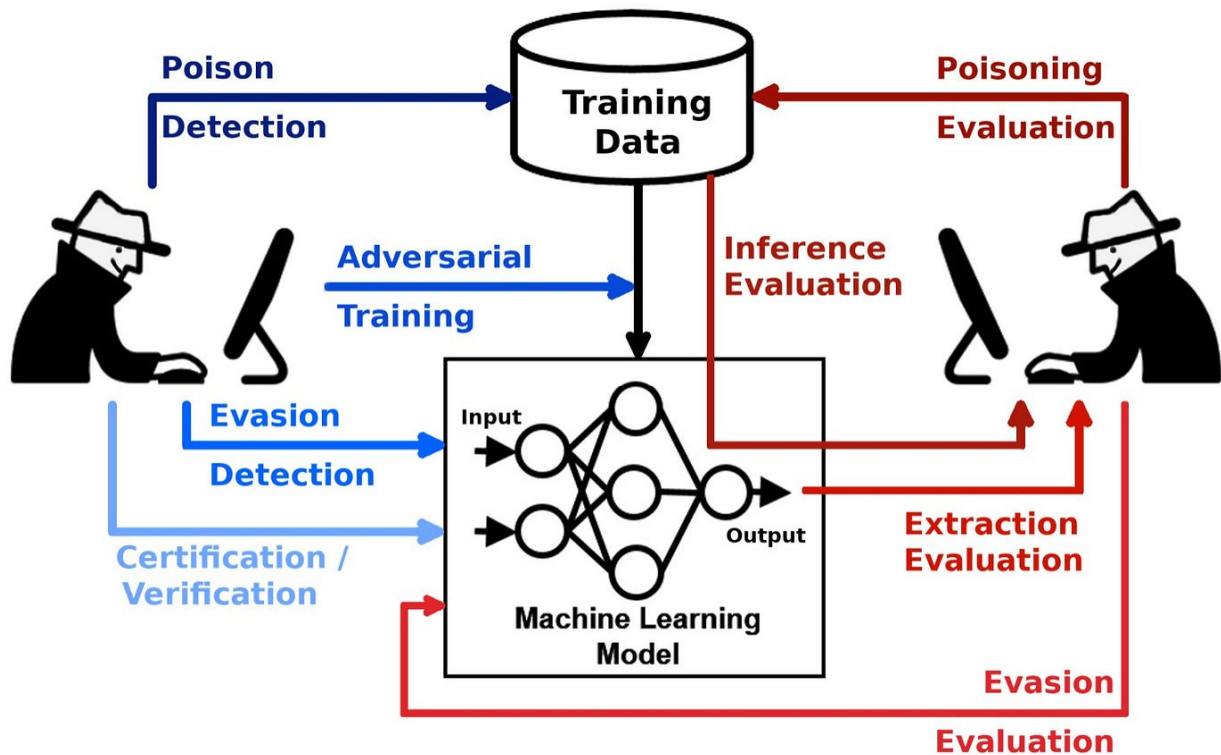 Poison
Detection
Training
Data
Poisoning
Evaluation
Adversarial
Training
Inference
Evaluation
Evasion
Detection
Certification /
Verification
Input
Output
Machine Learning
Model
Extraction
Evaluation
Evasion
Evaluation